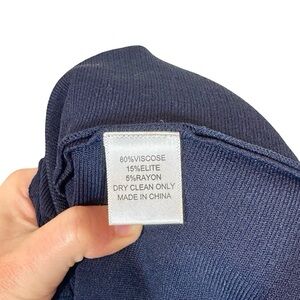 80%VISCOSE
15%ELITE
5%RAYON
DRY CLEAN ONLY
MADE IN CHINA